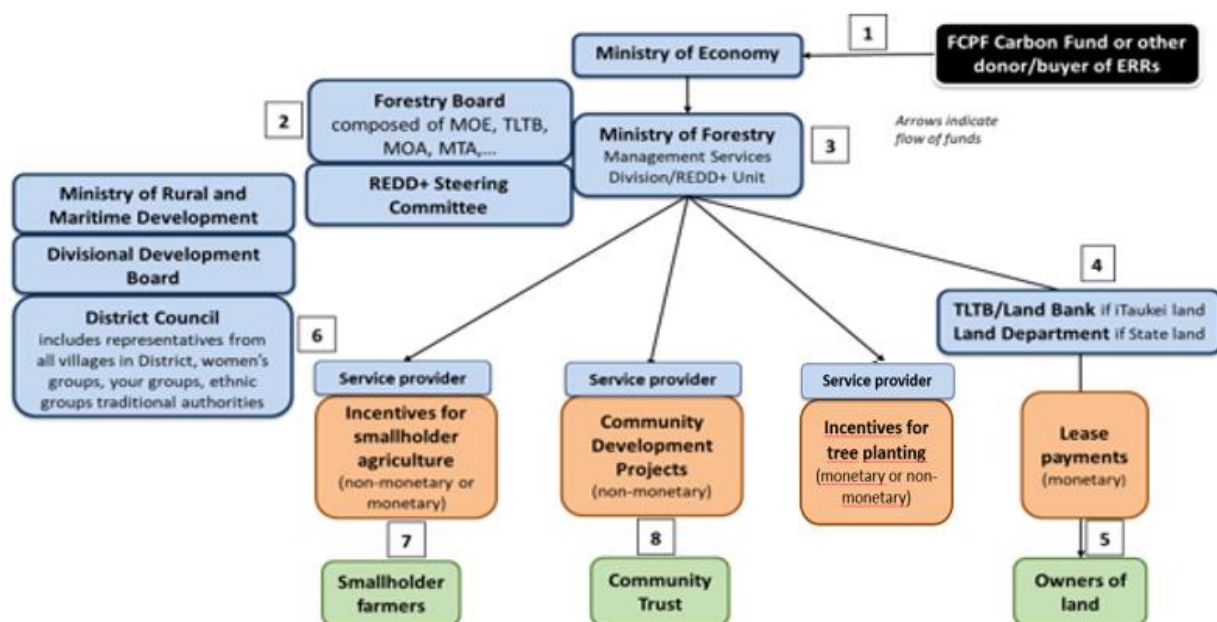 1
FCPF Carbon Fund or other
donor/buyer of ERRs
Ministry of Economy
Arrows indicate
flow of funds
2
Forestry Board
composed of MOE, TLTB,
MOA, MTA,...
REDD+ Steering
Committee
Ministry of Forestry
Management Services
Division/REDD+ Unit
3
Ministry of Rural and
Maritime Development
Divisional Development
Board
District Council
includes representatives from
all villages in District, women's
groups, your groups, ethnic
groups traditional authorities
6
4
TLTB/Land Bank if iTaukei land
Land Department if State land
Service provider
Incentives for
smallholder
agriculture
(non-monetary or
monetary)
7
Smallholder
farmers
Service provider
Community
Development
Projects
(non-monetary)
8
Community
Trust
Service provider
Incentives for
tree planting
(monetary or non-
monetary)
Lease
payments
(monetary)
5
Owners of
land